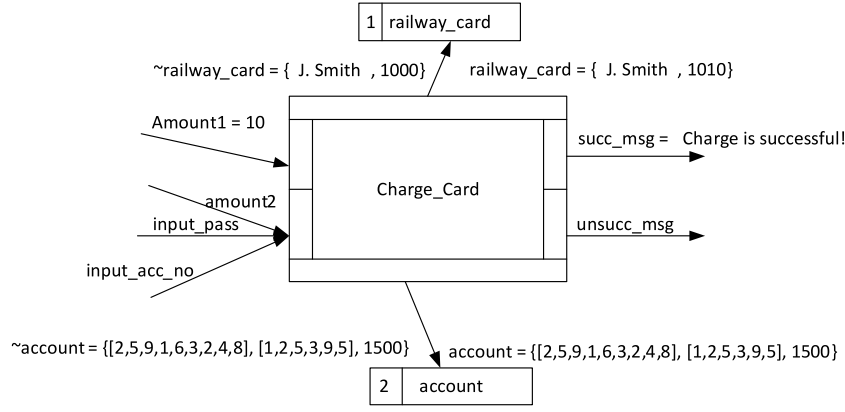 1 railway_card
~railway_card = { J. Smith , 1000} railway_card = { J. Smith , 1010}
Amount1 = 10
succ_msg = Charge is successful!
Charge_Card
amount2
input_pass
unsucc_msg
input_acc_no
~account = {[2,5,9,1,6,3,2,4,8], [1,2,5,3,9,5], 1500} account = {[2,5,9,1,6,3,2,4,8], [1,2,5,3,9,5], 1500}
2 account